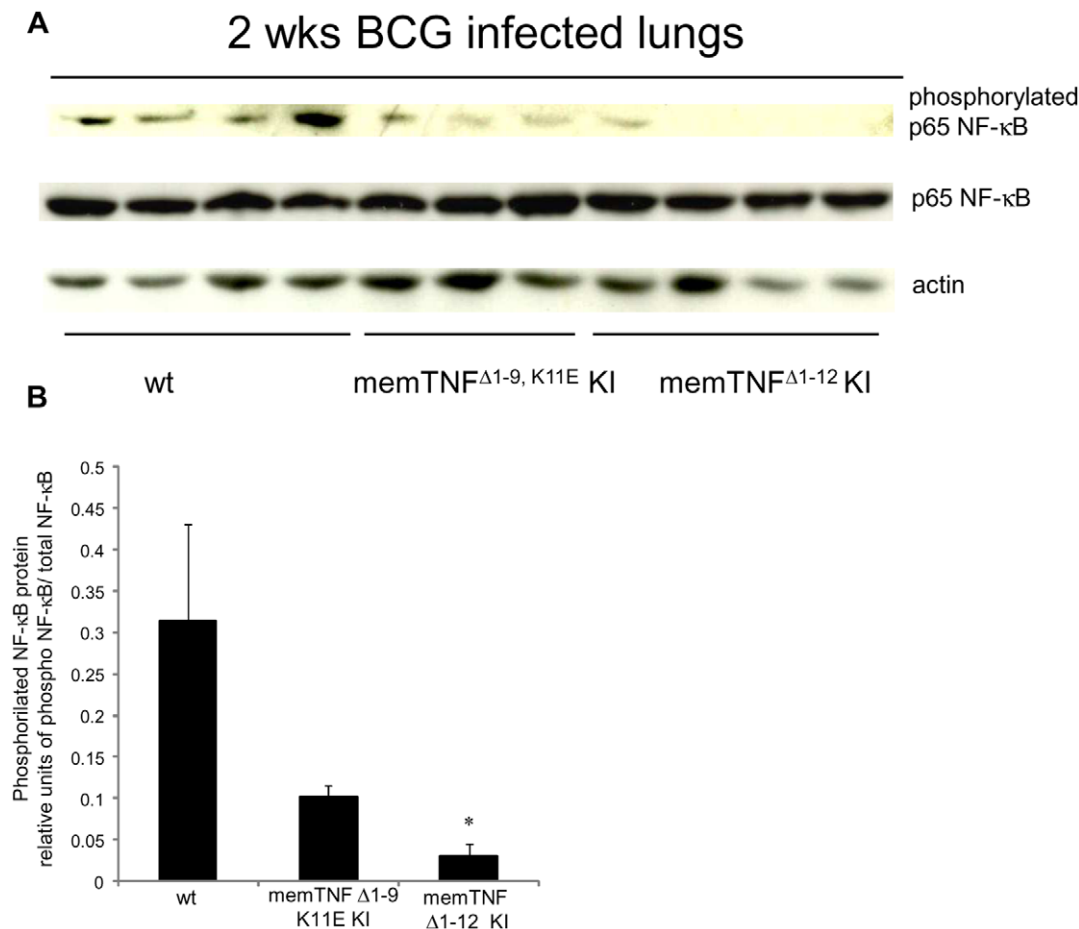 A
2 wks BCG infected lungs
phosphorylated
p65 NF-κB
p65 NF-κB
actin
wt
memTNFΔ1-9, K11E KI
memTNFΔ1-12 KI
B
Phosphorilated NF-κB protein
relative units of phospho NF-κB/ total NF-κB
0.5
0.45
0.4
0.35
0.3
0.25
0.2
0.15
0.1
0.05
0
*
wt
memTNF Δ1-9
K11E KI
memTNF
Δ1-12 KI